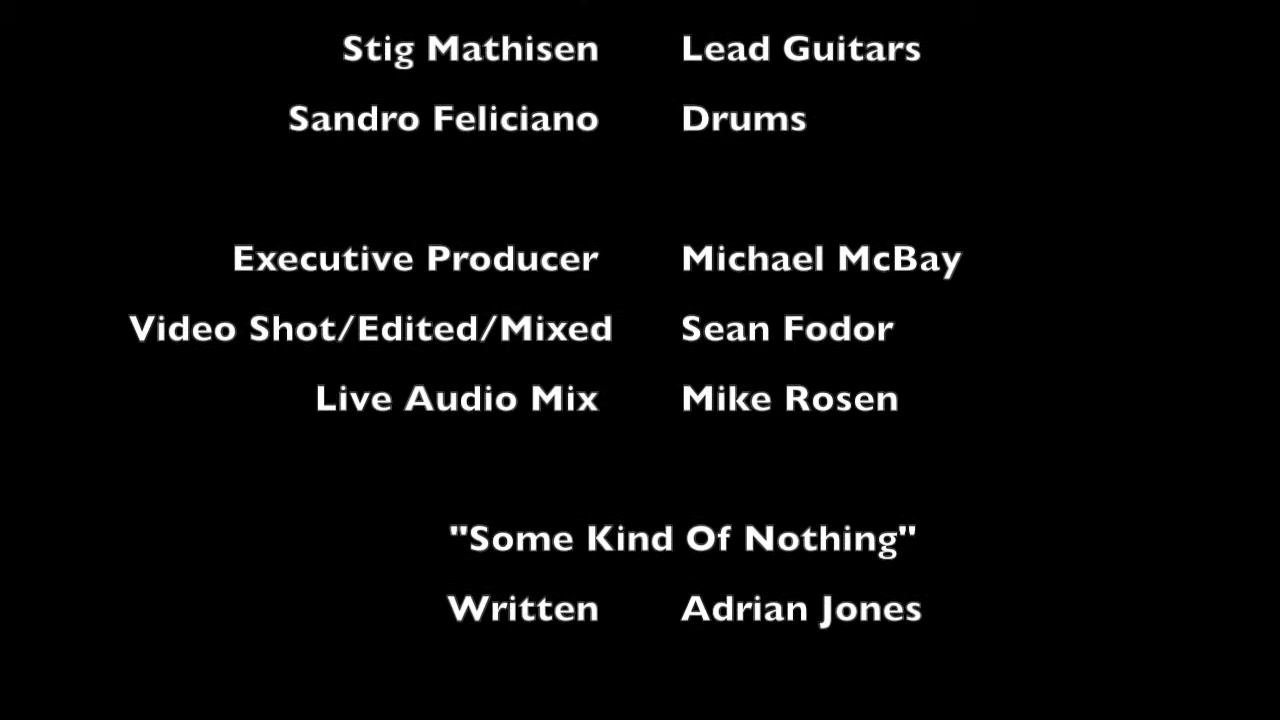 Stig Mathisen Lead Guitars
Sandro Feliciano Drums
Executive Producer Michael McBay
Video Shot/Edited/Mixed Sean Fodor
Live Audio Mix Mike Rosen
"Some Kind Of Nothing"
Written Adrian Jones